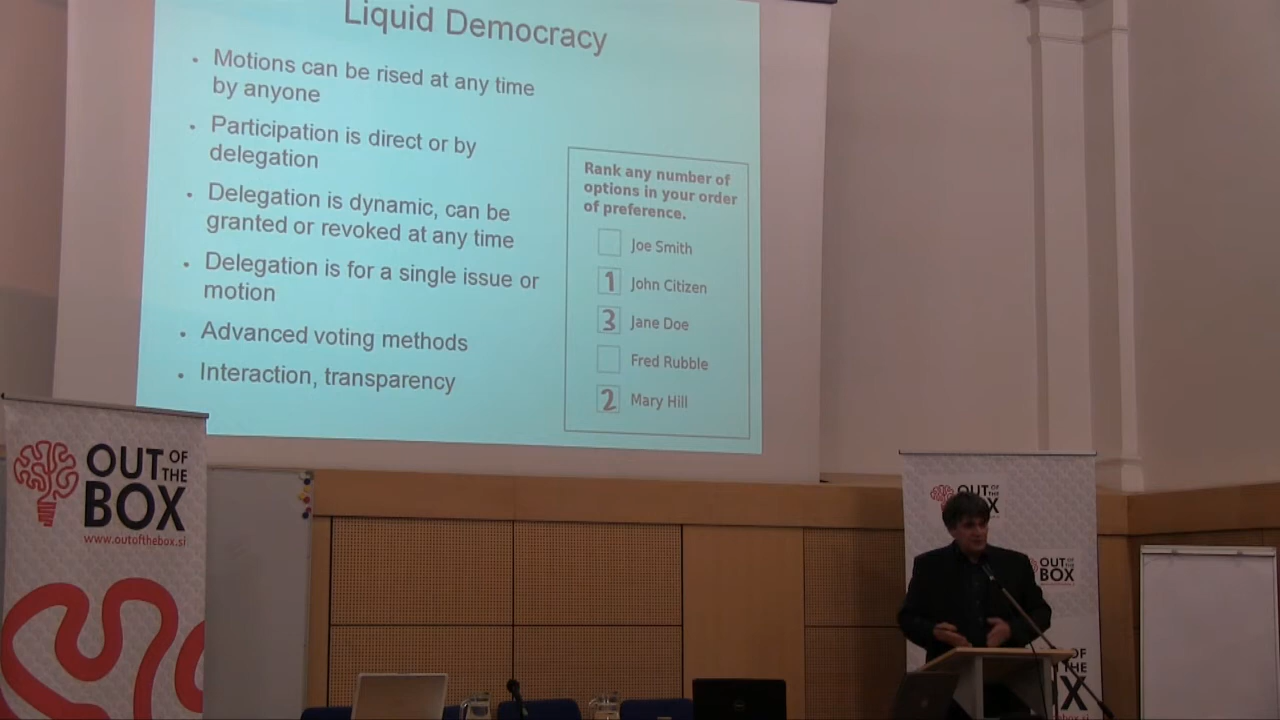 Liquid Democracy
• Motions can be rised at any time
by anyone
• Participation is direct or by
delegation
• Delegation is dynamic, can be
granted or revoked at any time
• Delegation is for a single issue or
motion
• Advanced voting methods
• Interaction, transparency
Rank any number of
options in your order
of preference.
Joe Smith
1 John Citizen
3 Jane Doe
Fred Rubble
2 Mary Hill
OUT OF
THE
BOX
www.outofthebox.si
OUT OF
THE
BOX
OF
THE